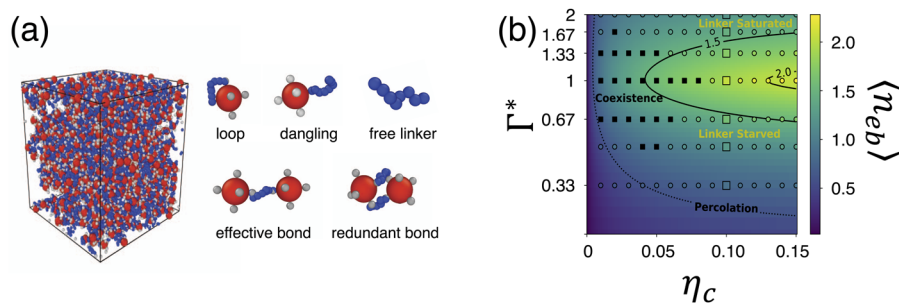 (a)
loop
dangling
free linker
effective bond
redundant bond
(b)
Γ*
2
1.67
1.33
1
0.67
0.33
Linker Saturated
1.5
2.0
Coexistence
Linker Starved
Percolation
0
0.05
0.10
0.15
η_c
2.0
1.5
1.0
0.5
⟨n_eb⟩